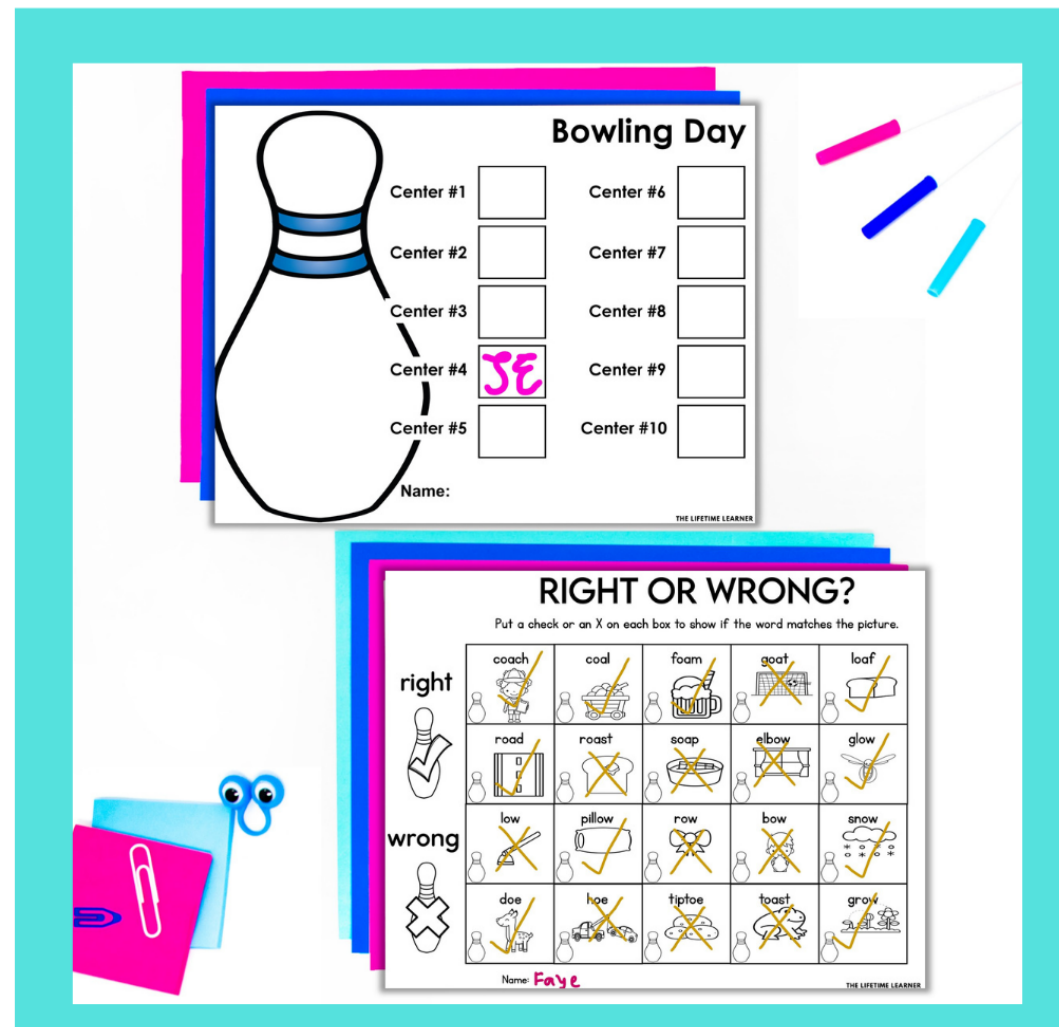 Bowling Day
Center #1 Center #6
Center #2 Center #7
Center #3 Center #8
Center #4 SE Center #9
Center #5 Center #10
Name:
THE LIFETIME LEARNER
RIGHT OR WRONG?
Put a check or an X on each box to show if the word matches the picture.
right
coach coal foam goat loaf
road roast soap elbow glow
wrong
low pillow row bow snow
doe hoe tiptoe toast grow
Name: Faye
THE LIFETIME LEARNER